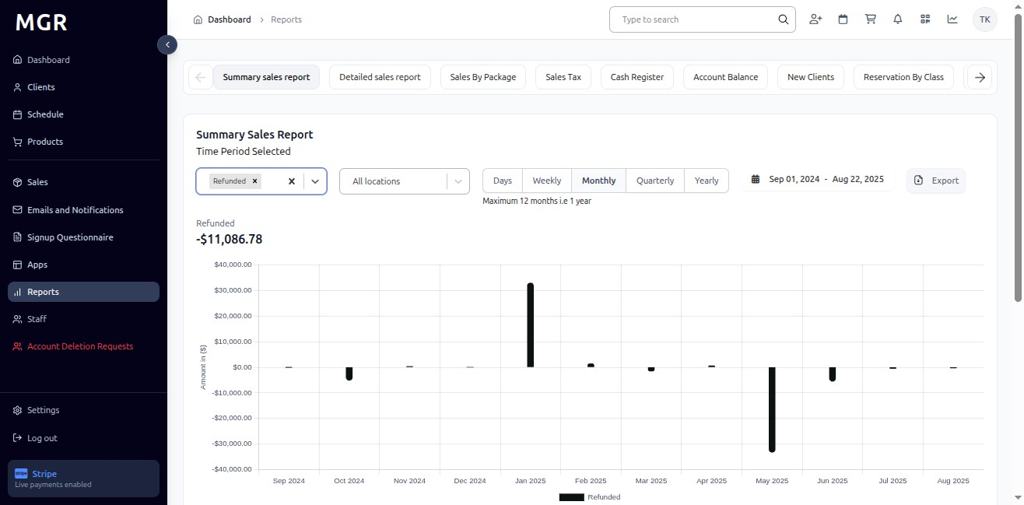 MGR
Dashboard
Clients
Schedule
Products
Sales
Emails and Notifications
Signup Questionnaire
Apps
Reports
Staff
Account Deletion Requests
Settings
Log out
Stripe
Live payments enabled
Dashboard > Reports
Type to search
TK
Summary sales report
Detailed sales report
Sales By Package
Sales Tax
Cash Register
Account Balance
New Clients
Reservation By Class
Summary Sales Report
Time Period Selected
Refunded
All locations
Days Weekly Monthly Quarterly Yearly
Maximum 12 months i.e 1 year
Sep 01, 2024 - Aug 22, 2025
Export
Refunded
-$11,086.78
Amount in ($)
$40,000.00
$30,000.00
$20,000.00
$10,000.00
$0.00
-$10,000.00
-$20,000.00
-$30,000.00
-$40,000.00
Sep 2024 Oct 2024 Nov 2024 Dec 2024 Jan 2025 Feb 2025 Mar 2025 Apr 2025 May 2025 Jun 2025 Jul 2025 Aug 2025
Refunded